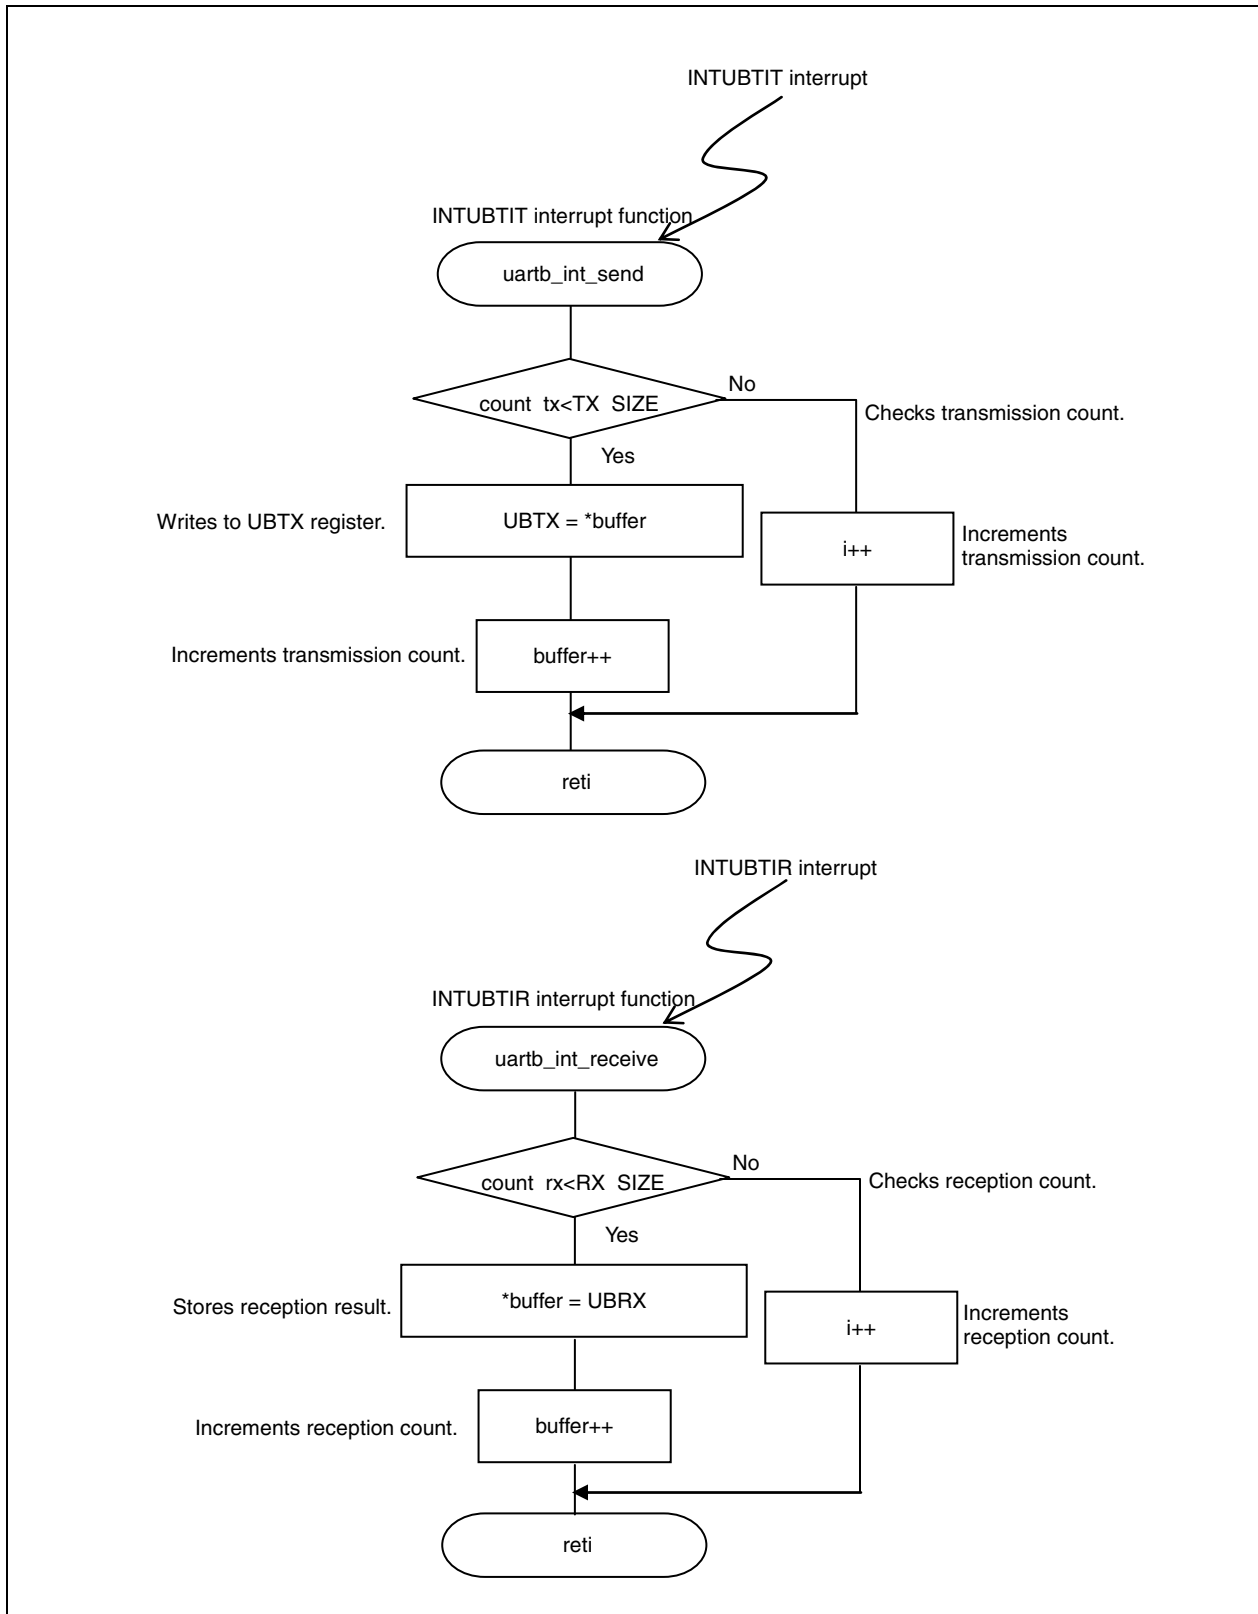 INTUBTIT interrupt
INTUBTIT interrupt function
uartb_int_send
No
count tx<TX SIZE
Checks transmission count.
Yes
Writes to UBTX register.
UBTX = *buffer
i++
Increments
transmission count.
Increments transmission count.
buffer++
reti
INTUBTIR interrupt
INTUBTIR interrupt function
uartb_int_receive
No
count rx<RX SIZE
Checks reception count.
Yes
Stores reception result.
*buffer = UBRX
i++
Increments
reception count.
Increments reception count.
buffer++
reti